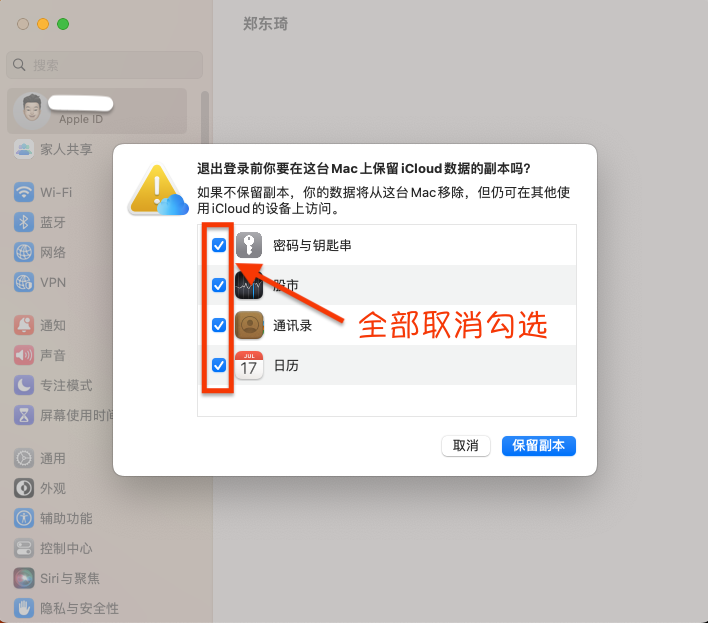 郑东琦
搜索
Apple ID
家人共享
Wi-Fi
蓝牙
网络
VPN
通知
声音
专注模式
屏幕使用时间
通用
外观
辅助功能
控制中心
Siri与聚焦
隐私与安全性
退出登录前你要在这台 Mac 上保留 iCloud 数据的副本吗?
如果不保留副本，你的数据将从这台 Mac 移除，但仍可在其他使
用 iCloud 的设备上访问。
密码与钥匙串
股市
通讯录
JUL
17
日历
全部取消勾选
取消
保留副本